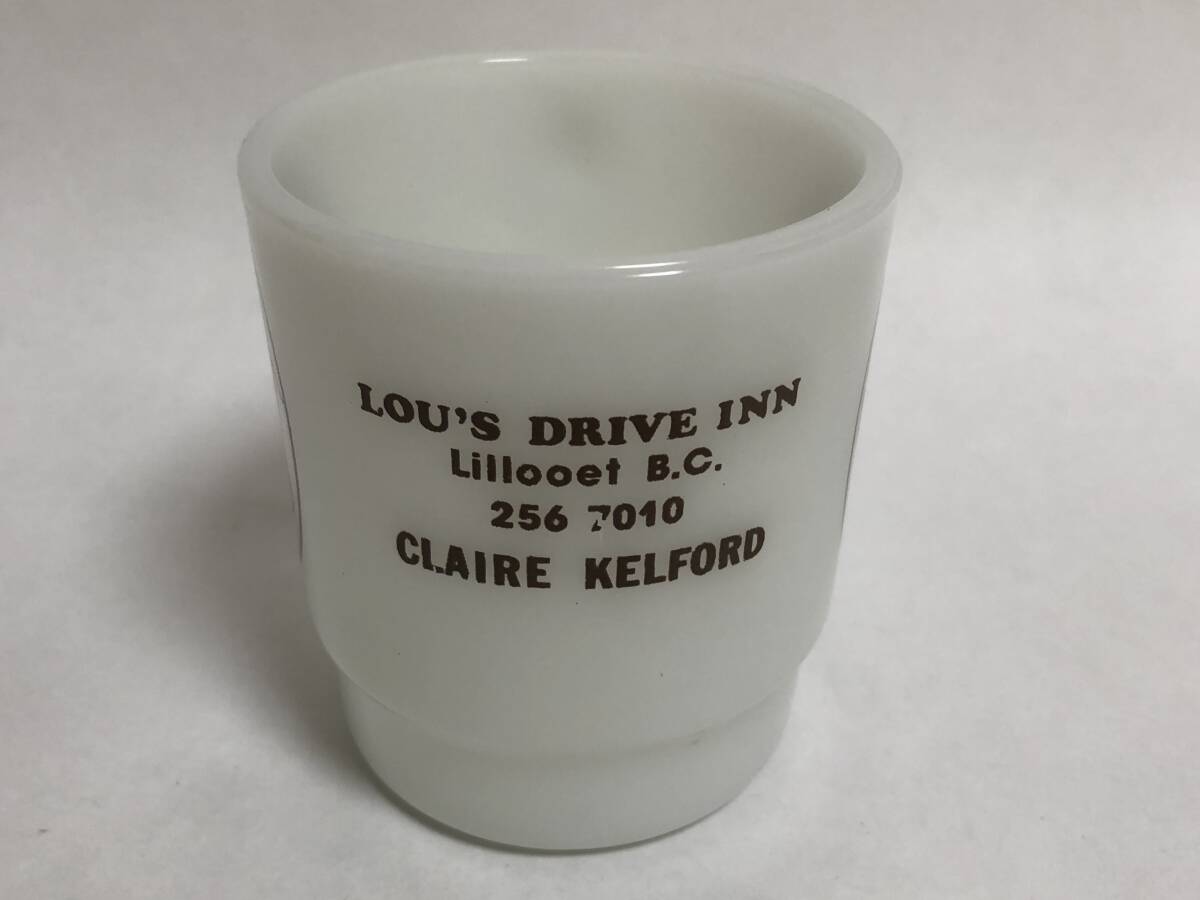 LOU'S DRIVE INN
Lillooet B.C.
256 7010
CLAIRE KELFORD